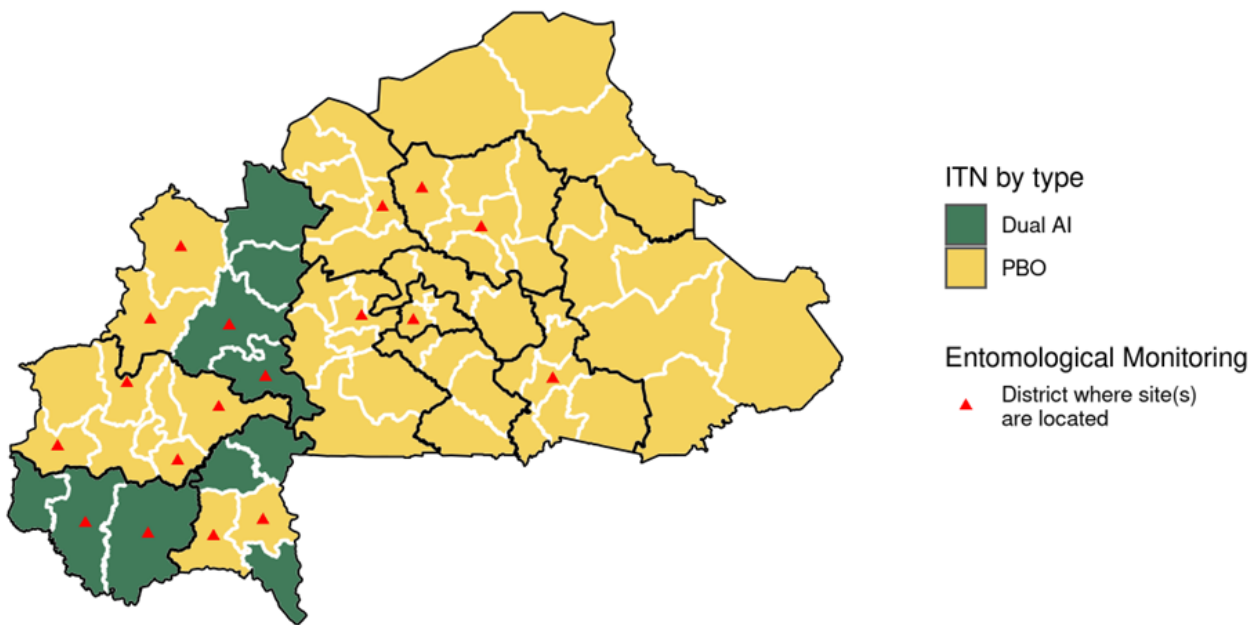 ITN by type
Dual AI
PBO
Entomological Monitoring
District where site(s)
are located